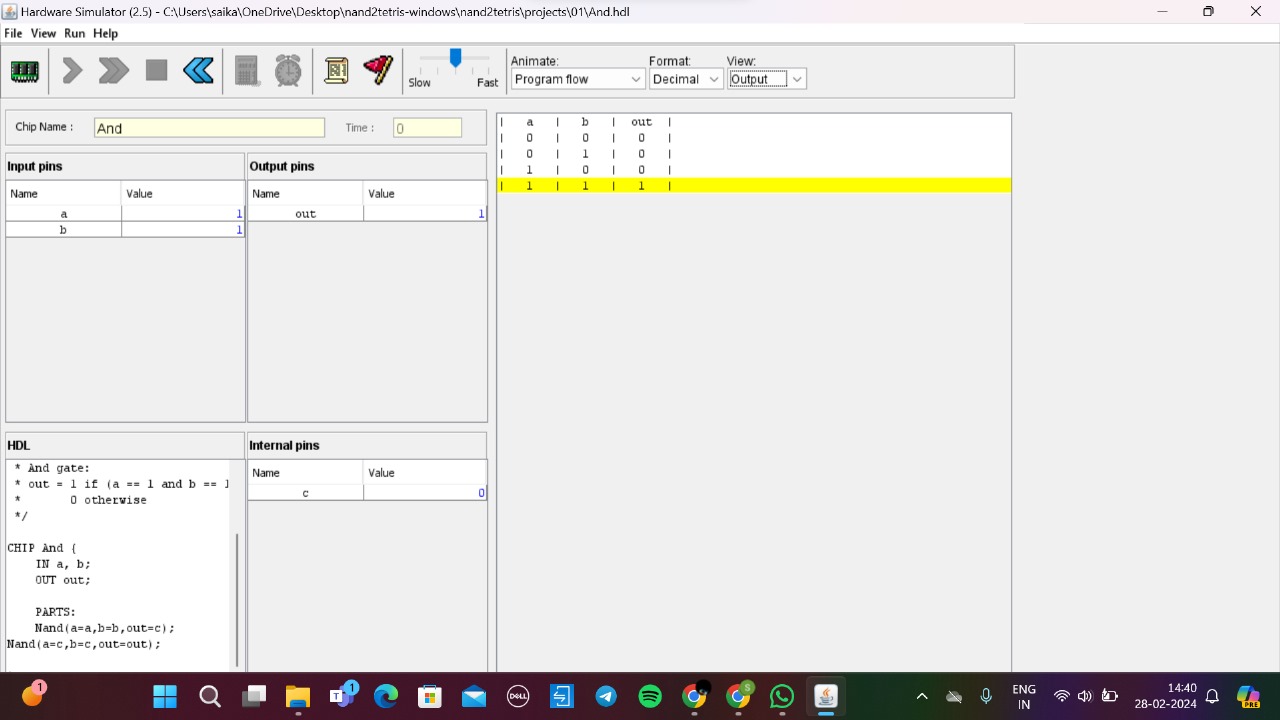 Hardware Simulator (2.5) - C:\Users\saika\OneDrive\Desktop\nand2tetris-windows\nand2tetris\projects\01\And.hdl
File View Run Help
Slow Fast
Animate: Format: View:
Program flow Decimal Output
Chip Name : And Time : 0
Input pins
Name Value
a 1
b 1
Output pins
Name Value
out 1
HDL
* And gate:
* out = 1 if (a == 1 and b == 1
* 0 otherwise
*/
CHIP And {
IN a, b;
OUT out;
PARTS:
Nand(a=a,b=b,out=c);
Nand(a=c,b=c,out=out);
Internal pins
Name Value
c 0
| a | b | out |
| 0 | 0 | 0 |
| 0 | 1 | 0 |
| 1 | 0 | 0 |
| 1 | 1 | 1 |
1
1
DELL
S
ENG
IN
14:40
28-02-2024
PRE